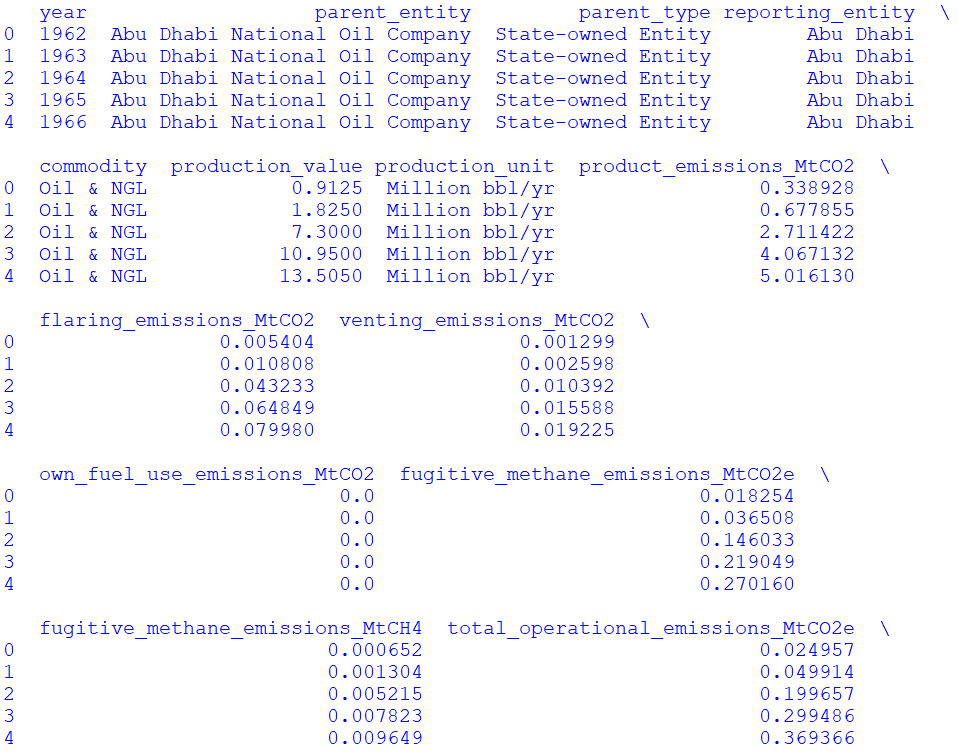 year parent_entity parent_type reporting_entity \
0 1962 Abu Dhabi National Oil Company State-owned Entity Abu Dhabi
1 1963 Abu Dhabi National Oil Company State-owned Entity Abu Dhabi
2 1964 Abu Dhabi National Oil Company State-owned Entity Abu Dhabi
3 1965 Abu Dhabi National Oil Company State-owned Entity Abu Dhabi
4 1966 Abu Dhabi National Oil Company State-owned Entity Abu Dhabi
commodity production_value production_unit product_emissions_MtCO2 \
0 Oil & NGL 0.9125 Million bbl/yr 0.338928
1 Oil & NGL 1.8250 Million bbl/yr 0.677855
2 Oil & NGL 7.3000 Million bbl/yr 2.711422
3 Oil & NGL 10.9500 Million bbl/yr 4.067132
4 Oil & NGL 13.5050 Million bbl/yr 5.016130
flaring_emissions_MtCO2 venting_emissions_MtCO2 \
0 0.005404 0.001299
1 0.010808 0.002598
2 0.043233 0.010392
3 0.064849 0.015588
4 0.079980 0.019225
own_fuel_use_emissions_MtCO2 fugitive_methane_emissions_MtCO2e \
0 0.0 0.018254
1 0.0 0.036508
2 0.0 0.146033
3 0.0 0.219049
4 0.0 0.270160
fugitive_methane_emissions_MtCH4 total_operational_emissions_MtCO2e \
0 0.000652 0.024957
1 0.001304 0.049914
2 0.005215 0.199657
3 0.007823 0.299486
4 0.009649 0.369366